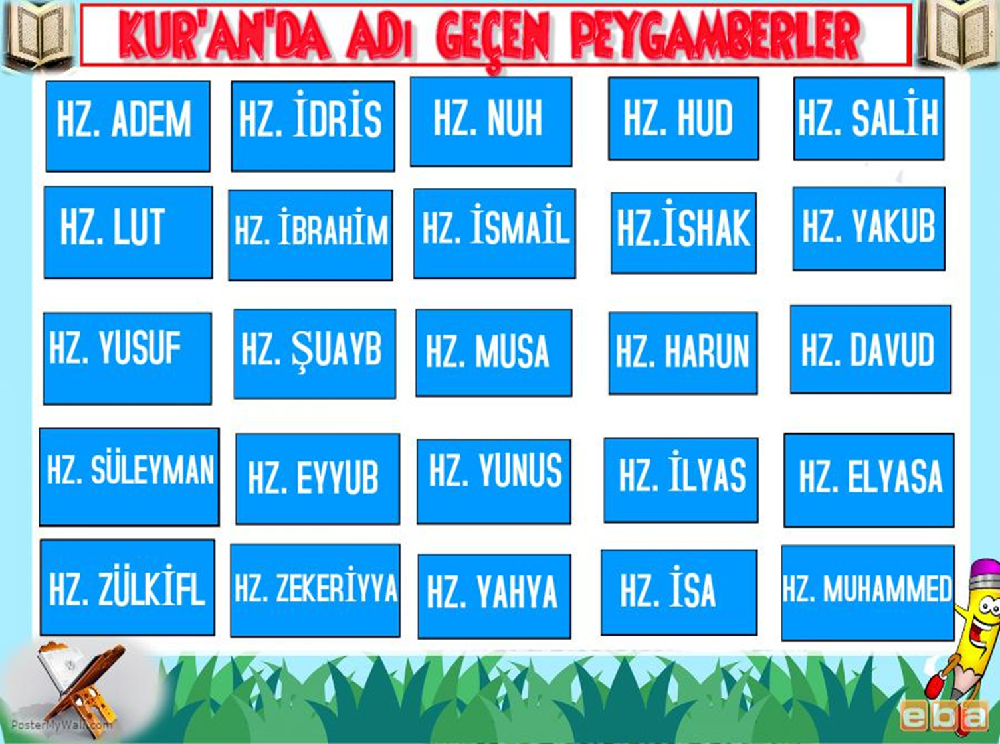 KUR'AN'DA ADI GEÇEN PEYGAMBERLER
HZ. ADEM
HZ. İDRİS
HZ. NUH
HZ. HUD
HZ. SALİH
HZ. LUT
HZ. İBRAHİM
HZ. İSMAİL
HZ.İSHAK
HZ. YAKUB
HZ. YUSUF
HZ. ŞUAYB
HZ. MUSA
HZ. HARUN
HZ. DAVUD
HZ. SÜLEYMAN
HZ. EYYUB
HZ. YUNUS
HZ. İLYAS
HZ. ELYASA
HZ. ZÜLKİFL
HZ. ZEKERİYYA
HZ. YAHYA
HZ. İSA
HZ. MUHAMMED
PosterMyWall.com
eba